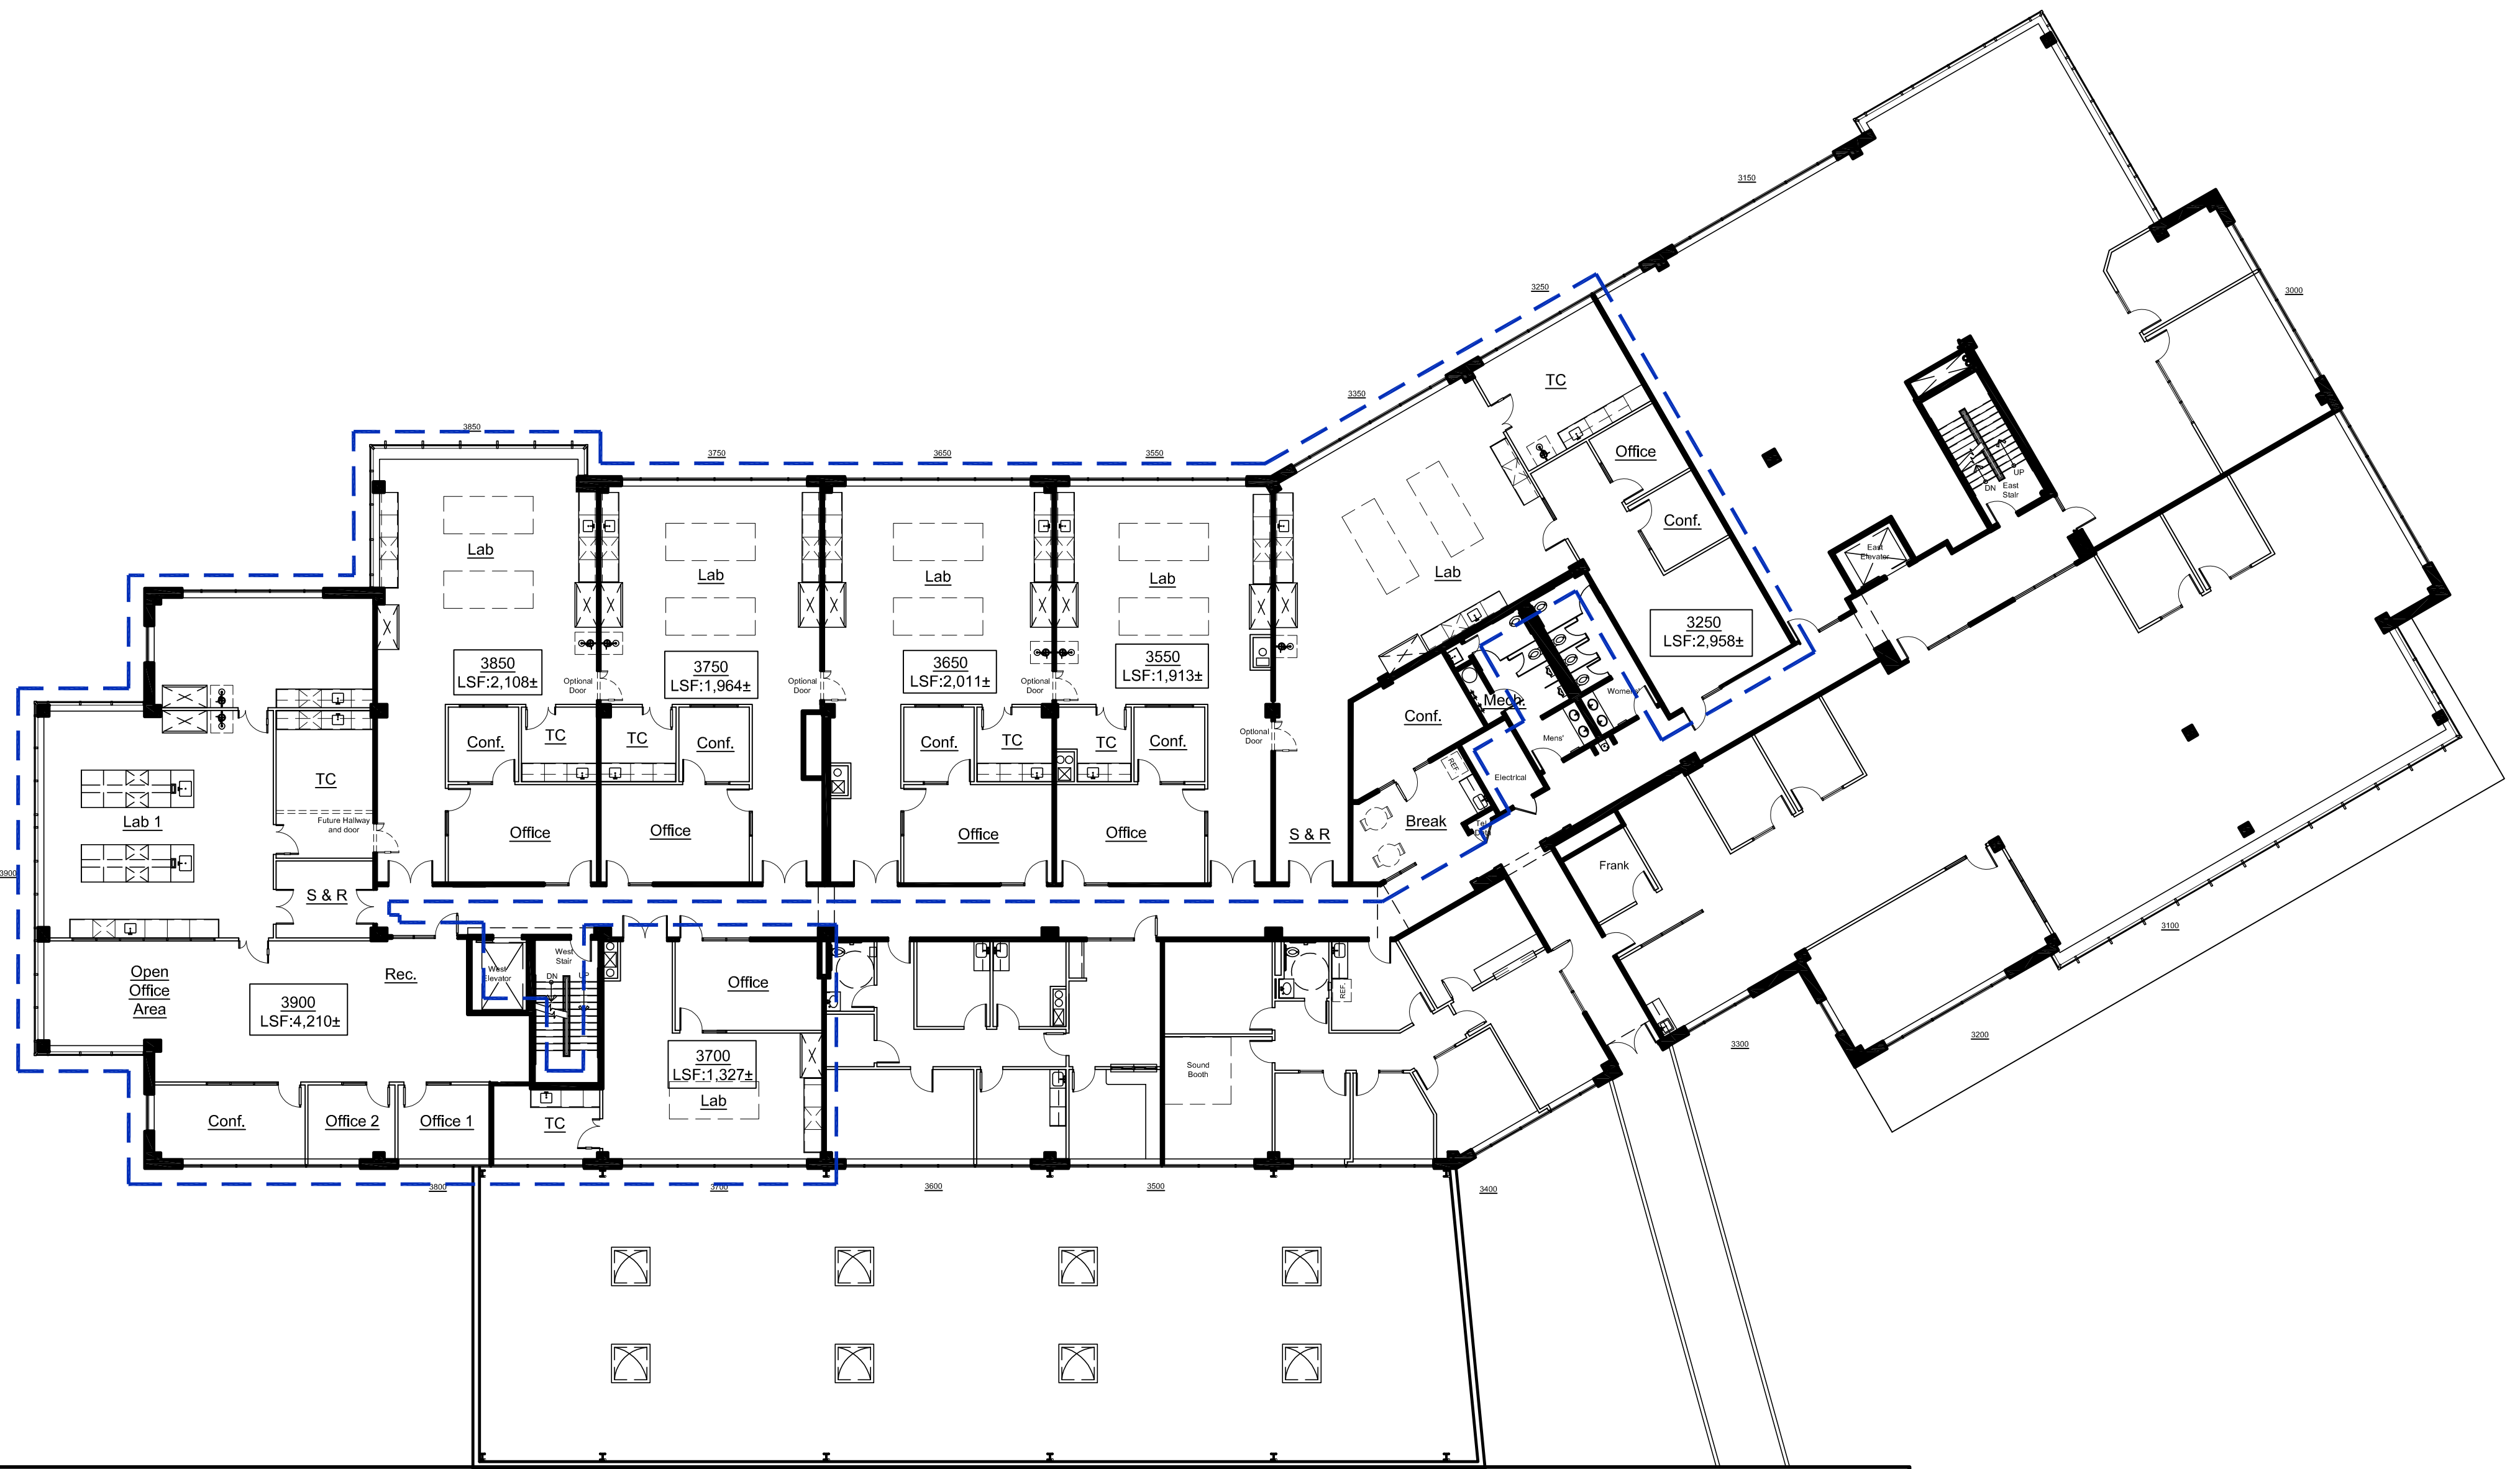 3150
3250
3000
3350
TC
3850
3750
3650
3550
Office
UP
DN
East
Stair
Conf.
Lab
Lab
Lab
Lab
Lab
East
Elevator
3250
LSF:2,958±
3850
LSF:2,108±
3750
LSF:1,964±
3650
LSF:2,011±
3550
LSF:1,913±
Optional
Door
Optional
Door
Optional
Door
Optional
Door
Women's
Mech.
Mens'
Conf.
Conf.
TC
TC
Conf.
Conf.
TC
TC
Conf.
REF.
Electrical
TC
Future Hallway
and door
Lab 1
Office
Office
Office
Office
S & R
Break
Frank
3900
S & R
3100
West
Stair
West
Elevator
DN
UP
Open
Office
Area
Rec.
Office
REF.
3900
LSF:4,210±
3700
LSF:1,327±
Lab
Sound
Booth
3300
3200
Conf.
Office 2
Office 1
TC
3800
3700
3600
3500
3400